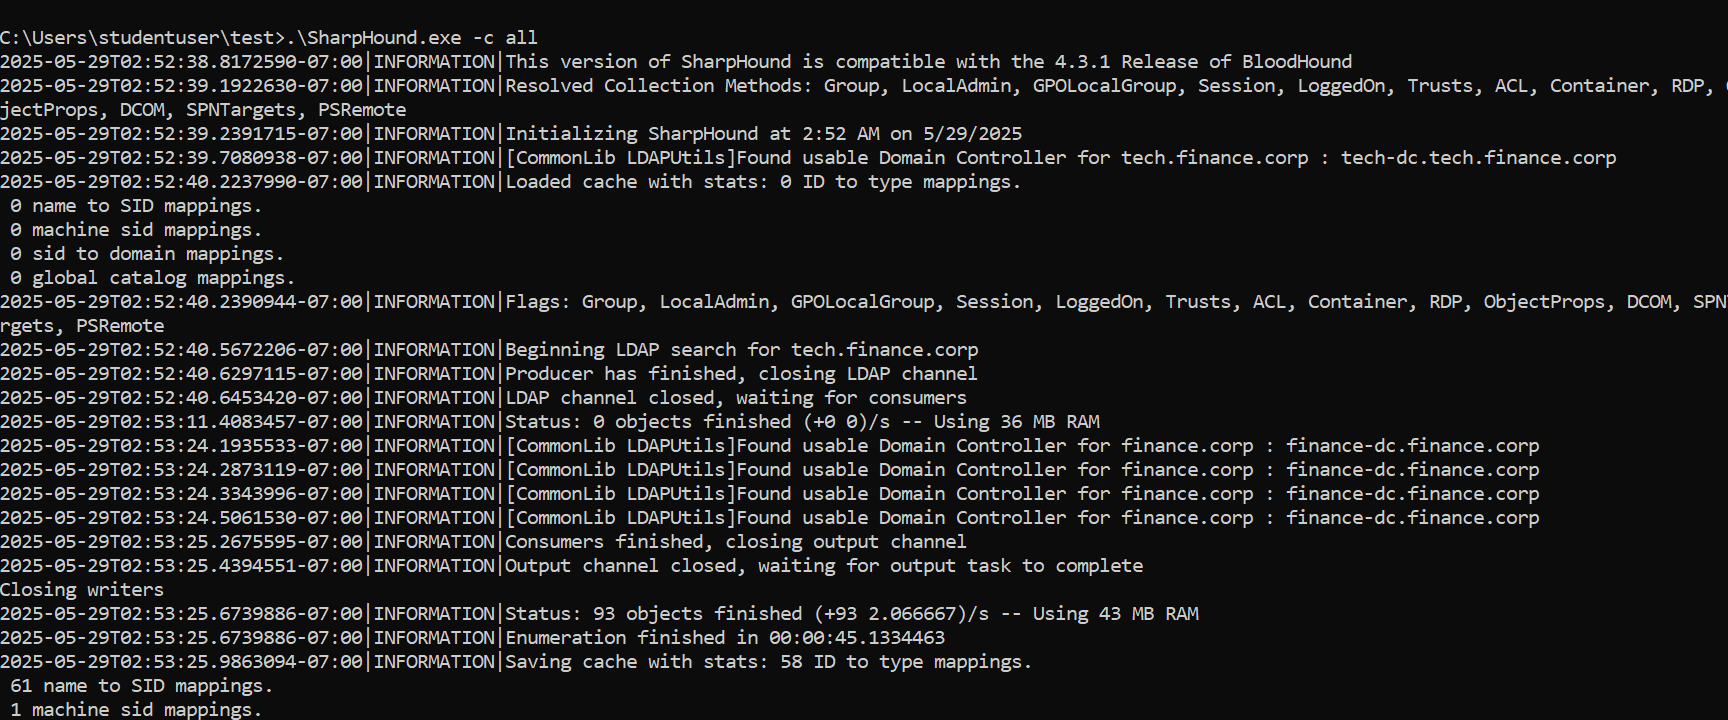 C:\Users\studentuser\test>.\SharpHound.exe -c all
2025-05-29T02:52:38.8172590-07:00|INFORMATION|This version of SharpHound is compatible with the 4.3.1 Release of BloodHound
2025-05-29T02:52:39.1922630-07:00|INFORMATION|Resolved Collection Methods: Group, LocalAdmin, GPOLocalGroup, Session, LoggedOn, Trusts, ACL, Container, RDP,
jectProps, DCOM, SPNTargets, PSRemote
2025-05-29T02:52:39.2391715-07:00|INFORMATION|Initializing SharpHound at 2:52 AM on 5/29/2025
2025-05-29T02:52:39.7080938-07:00|INFORMATION|[CommonLib LDAPUtils]Found usable Domain Controller for tech.finance.corp : tech-dc.tech.finance.corp
2025-05-29T02:52:40.2237990-07:00|INFORMATION|Loaded cache with stats: 0 ID to type mappings.
 0 name to SID mappings.
 0 machine sid mappings.
 0 sid to domain mappings.
 0 global catalog mappings.
2025-05-29T02:52:40.2390944-07:00|INFORMATION|Flags: Group, LocalAdmin, GPOLocalGroup, Session, LoggedOn, Trusts, ACL, Container, RDP, ObjectProps, DCOM, SPN
rgets, PSRemote
2025-05-29T02:52:40.5672206-07:00|INFORMATION|Beginning LDAP search for tech.finance.corp
2025-05-29T02:52:40.6297115-07:00|INFORMATION|Producer has finished, closing LDAP channel
2025-05-29T02:52:40.6453420-07:00|INFORMATION|LDAP channel closed, waiting for consumers
2025-05-29T02:53:11.4083457-07:00|INFORMATION|Status: 0 objects finished (+0 0)/s -- Using 36 MB RAM
2025-05-29T02:53:24.1935533-07:00|INFORMATION|[CommonLib LDAPUtils]Found usable Domain Controller for finance.corp : finance-dc.finance.corp
2025-05-29T02:53:24.2873119-07:00|INFORMATION|[CommonLib LDAPUtils]Found usable Domain Controller for finance.corp : finance-dc.finance.corp
2025-05-29T02:53:24.3343996-07:00|INFORMATION|[CommonLib LDAPUtils]Found usable Domain Controller for finance.corp : finance-dc.finance.corp
2025-05-29T02:53:24.5061530-07:00|INFORMATION|[CommonLib LDAPUtils]Found usable Domain Controller for finance.corp : finance-dc.finance.corp
2025-05-29T02:53:25.2675595-07:00|INFORMATION|Consumers finished, closing output channel
2025-05-29T02:53:25.4394551-07:00|INFORMATION|Output channel closed, waiting for output task to complete
Closing writers
2025-05-29T02:53:25.6739886-07:00|INFORMATION|Status: 93 objects finished (+93 2.066667)/s -- Using 43 MB RAM
2025-05-29T02:53:25.6739886-07:00|INFORMATION|Enumeration finished in 00:00:45.1334463
2025-05-29T02:53:25.9863094-07:00|INFORMATION|Saving cache with stats: 58 ID to type mappings.
 61 name to SID mappings.
 1 machine sid mappings.